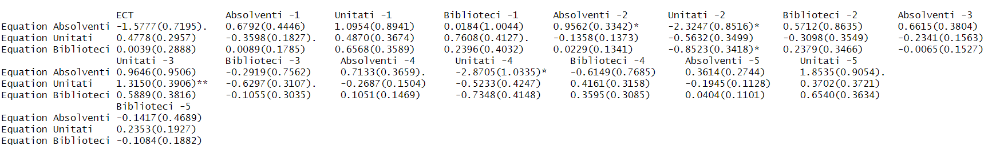 ECT Absolventi -1 Unitati -1 Biblioteci -1 Absolventi -2 Unitati -2 Biblioteci -2 Absolventi -3
Equation Absolventi -1.5777(0.7195). 0.6792(0.4446) 1.0954(0.8941) 0.0184(1.0044) 0.9562(0.3342)* -2.3247(0.8516)* 0.5712(0.8635) 0.6615(0.3804)
Equation Unitati 0.4778(0.2957) -0.3598(0.1827). 0.4870(0.3674) 0.7608(0.4127). -0.1358(0.1373) -0.5632(0.3499) -0.3098(0.3549) -0.2341(0.1563)
Equation Biblioteci 0.0039(0.2888) 0.0089(0.1785) 0.6568(0.3589) 0.2396(0.4032) 0.0229(0.1341) -0.8523(0.3418)* 0.2379(0.3466) -0.0065(0.1527)
Unitati -3 Biblioteci -3 Absolventi -4 Unitati -4 Biblioteci -4 Absolventi -5 Unitati -5
Equation Absolventi 0.9646(0.9506) -0.2919(0.7562) 0.7133(0.3659). -2.8705(1.0335)* -0.6149(0.7685) 0.3614(0.2744) 1.8535(0.9054).
Equation Unitati 1.3150(0.3906)** -0.6297(0.3107). -0.2687(0.1504) -0.5233(0.4247) 0.4161(0.3158) -0.1945(0.1128) 0.3702(0.3721)
Equation Biblioteci 0.5889(0.3816) -0.1055(0.3035) 0.1051(0.1469) -0.7348(0.4148) 0.3595(0.3085) 0.0404(0.1101) 0.6540(0.3634)
Biblioteci -5
Equation Absolventi -0.1417(0.4689)
Equation Unitati 0.2353(0.1927)
Equation Biblioteci -0.1084(0.1882)